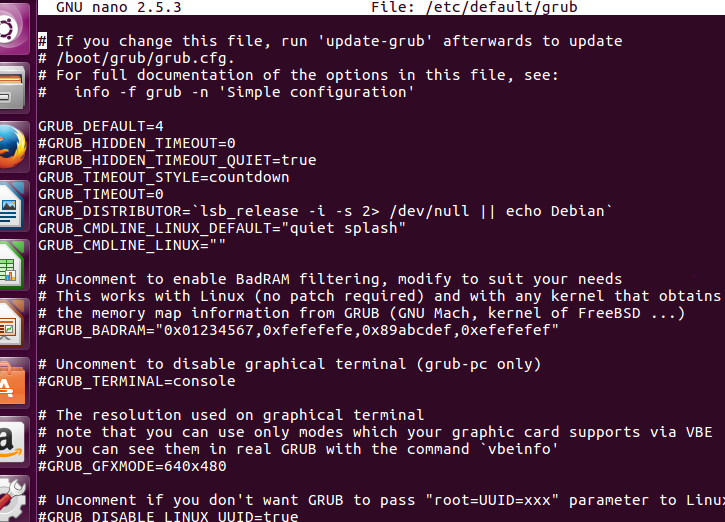 GNU nano 2.5.3 File: /etc/default/grub
# If you change this file, run 'update-grub' afterwards to update
# /boot/grub/grub.cfg.
# For full documentation of the options in this file, see:
#   info -f grub -n 'Simple configuration'
GRUB_DEFAULT=4
#GRUB_HIDDEN_TIMEOUT=0
#GRUB_HIDDEN_TIMEOUT_QUIET=true
GRUB_TIMEOUT_STYLE=countdown
GRUB_TIMEOUT=0
GRUB_DISTRIBUTOR=`lsb_release -i -s 2> /dev/null || echo Debian`
GRUB_CMDLINE_LINUX_DEFAULT="quiet splash"
GRUB_CMDLINE_LINUX=""
# Uncomment to enable BadRAM filtering, modify to suit your needs
# This works with Linux (no patch required) and with any kernel that obtains
# the memory map information from GRUB (GNU Mach, kernel of FreeBSD ...)
#GRUB_BADRAM="0x01234567,0xfefefefe,0x89abcdef,0xefefefef"
# Uncomment to disable graphical terminal (grub-pc only)
#GRUB_TERMINAL=console
# The resolution used on graphical terminal
# note that you can use only modes which your graphic card supports via VBE
# you can see them in real GRUB with the command `vbeinfo'
#GRUB_GFXMODE=640x480
# Uncomment if you don't want GRUB to pass "root=UUID=xxx" parameter to Linux
#GRUB_DISABLE_LINUX_UUID=true